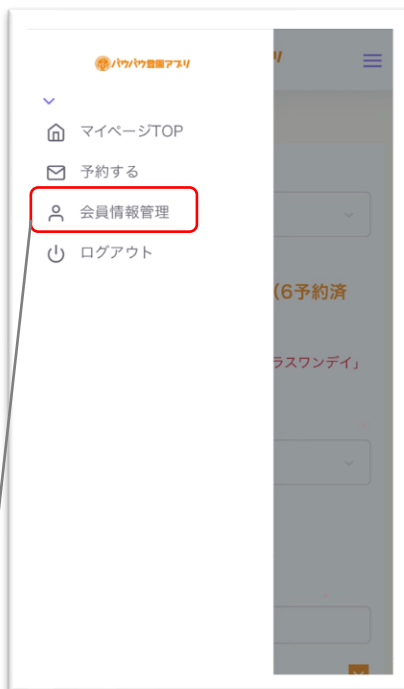 パウパウ登園アプリ
リ
マイページTOP
予約する
会員情報管理
ログアウト
(6予約済
ラスワンデイ」